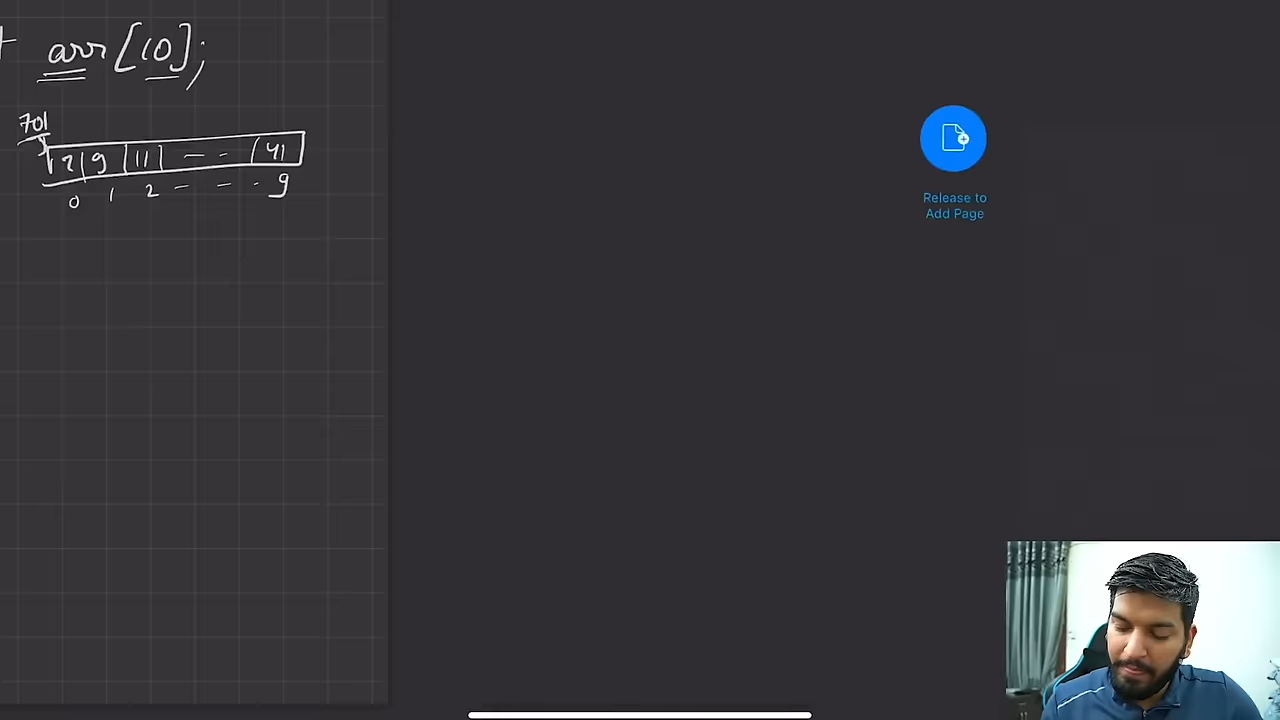 t arr[10];
701
2 | 9 | 11 | - - | 41
0 1 2 - - - 9
Release to
Add Page